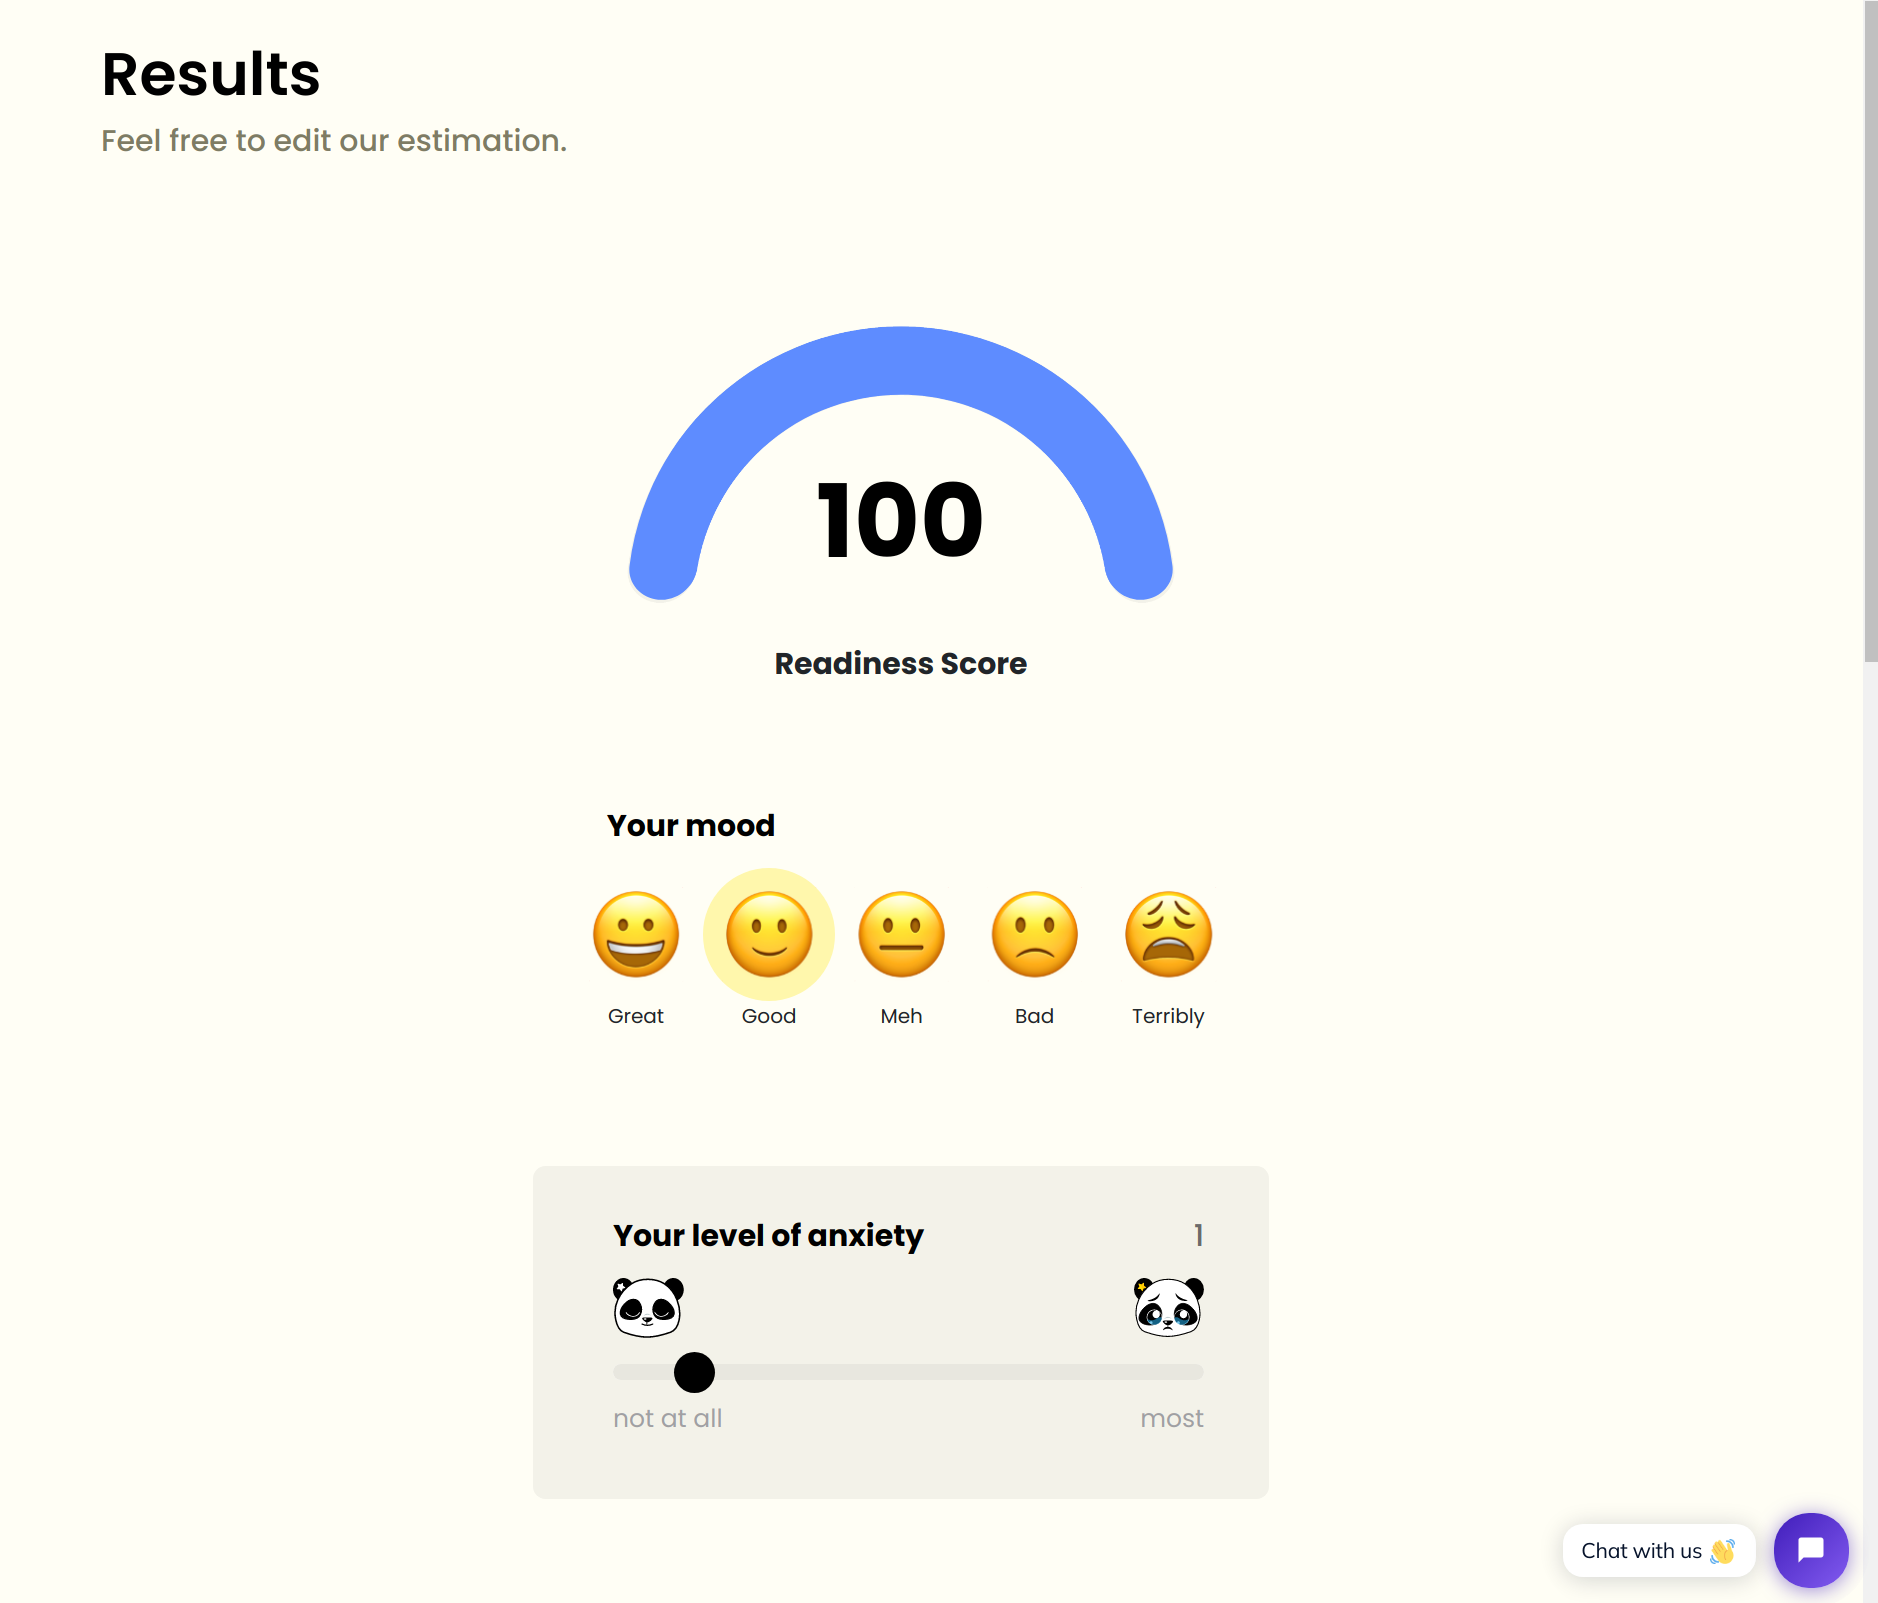 Results
Feel free to edit our estimation.
100
Readiness Score
Your mood
Great Good Meh Bad Terribly
Your level of anxiety 1
not at all most
Chat with us